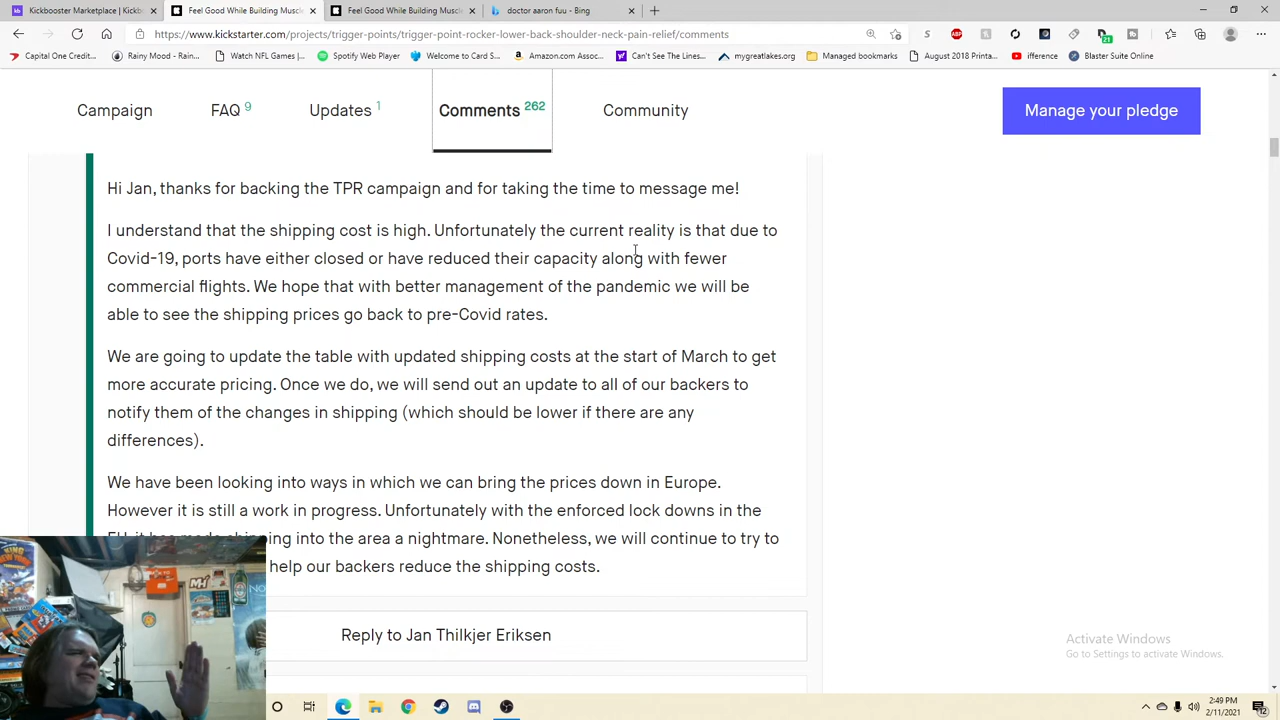 Kickbooster Marketplace | Kickb
Feel Good While Building Muscle
Feel Good While Building Muscle
doctor aaron fuu - Bing
https://www.kickstarter.com/projects/trigger-points/trigger-point-rocker-lower-back-shoulder-neck-pain-relief/comments
Capital One Credit...
Rainy Mood - Rain...
Watch NFL Games |...
Spotify Web Player
Welcome to Card S...
Amazon.com Assoc...
Can't See The Lines...
mygreatlakes.org
Managed bookmarks
August 2018 Printa...
ifference
Blaster Suite Online
Campaign
FAQ 9
Updates 1
Comments 262
Community
Manage your pledge
Hi Jan, thanks for backing the TPR campaign and for taking the time to message me!
I understand that the shipping cost is high. Unfortunately the current reality is that due to
Covid-19, ports have either closed or have reduced their capacity along with fewer
commercial flights. We hope that with better management of the pandemic we will be
able to see the shipping prices go back to pre-Covid rates.
We are going to update the table with updated shipping costs at the start of March to get
more accurate pricing. Once we do, we will send out an update to all of our backers to
notify them of the changes in shipping (which should be lower if there are any
differences).
We have been looking into ways in which we can bring the prices down in Europe.
However it is still a work in progress. Unfortunately with the enforced lock downs in the
ing into the area a nightmare. Nonetheless, we will continue to try to
help our backers reduce the shipping costs.
Reply to Jan Thilkjer Eriksen
Activate Windows
Go to Settings to activate Windows.
2:49 PM
2/11/2021